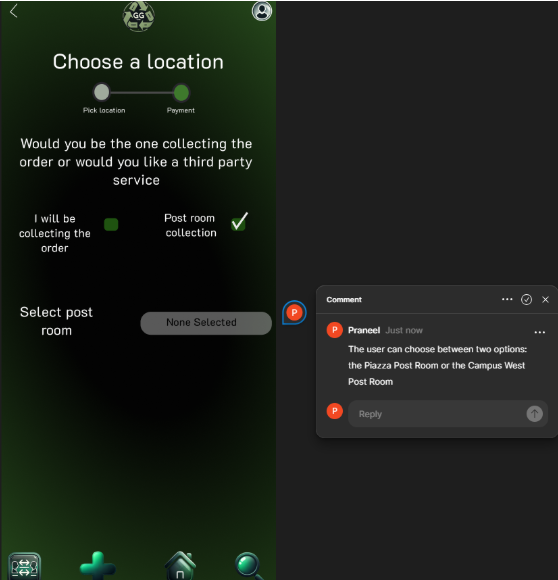 GG
Choose a location
Pick location
Payment
Would you be the one collecting the
order or would you like a third party
service
I will be
collecting the
order
Post room
collection
Select post
room
None Selected
P
Comment
P
Praneel Just now
The user can choose between two options:
the Piazza Post Room or the Campus West
Post Room
P
Reply